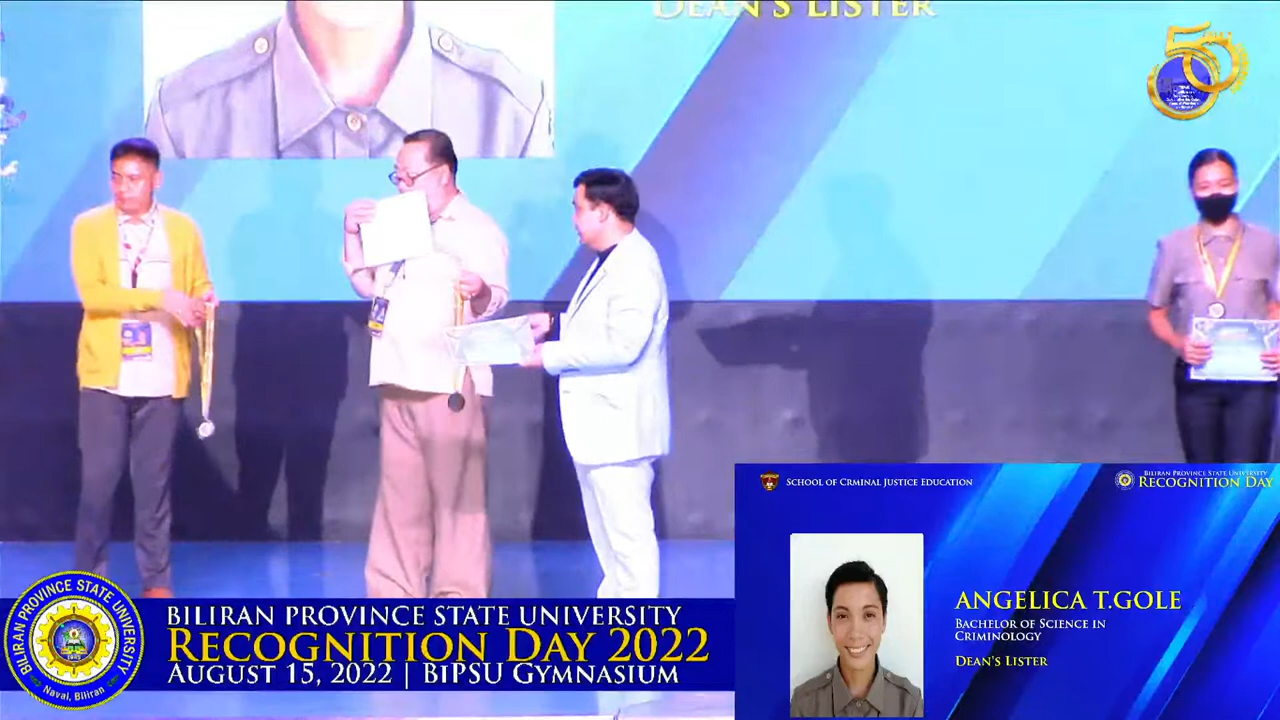 DEAN'S LISTER
50
SCHOOL OF CRMINAL JUSTICE EDUCATION
BILIRAN PROVINCE STATE UNIVERSITY
RECOGNITION DAY
ANGELICA T.GOLE
BACHELOR OF SCIENCE IN
CRIMINOLOGY
DEAN'S LISTER
BILIRAN PROVINCE STATE UNIVERSITY
Naval, Biliran
BILIRAN PROVINCE STATE UNIVERSITY
RECOGNITION DAY 2022
AUGUST 15, 2022 | BIPSU GYMNASIUM